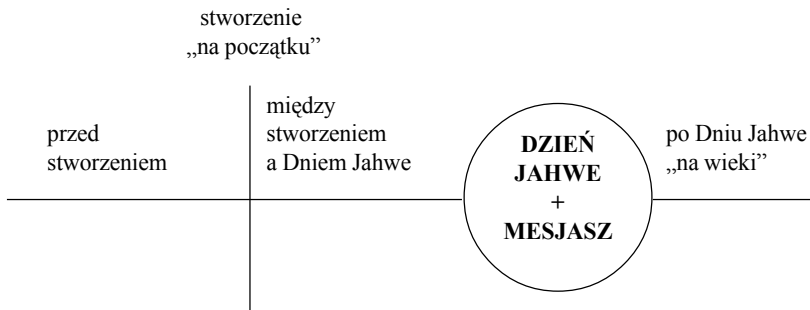 stworzenie
„na początku”
przed
stworzeniem
między
stworzeniem
a Dniem Jahwe
DZIEŃ
JAHWE
+
MESJASZ
po Dniu Jahwe
„na wieki”